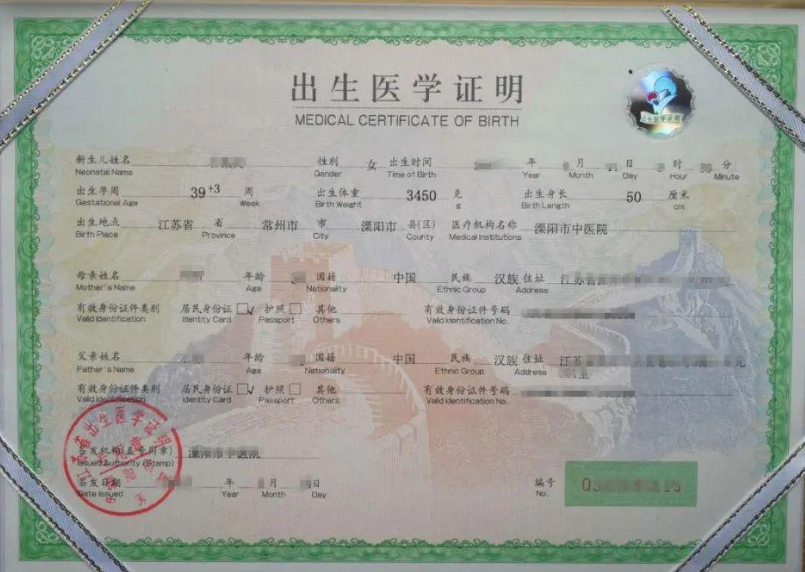 出生医学证明
MEDICAL CERTIFICATE OF BIRTH
新生儿姓名 性别 女 出生时间 年 月 日 时 分
Neonatal Name Gender Time of Birth Year Month Day Hour Minute
出生孕周 39+3 周 出生体重 3450 克 出生身长 50 厘米
Gestational Age Week Birth Weight g Birth Length cm
出生地点 江苏省 省 常州市 市 溧阳市 县(区) 医疗机构名称 溧阳市中医院
Birth Place Province City County Medical Institutions
母亲姓名 年龄 国籍 中国 民族 汉族 住址 江苏省
Mother's Name Age Nationality Ethnic Group Address
有效身份证件类别 居民身份证 护照 其他 有效身份证件号码
Valid Identification Identity Card Passport Others Valid Identification No.
父亲姓名 年龄 国籍 中国 民族 汉族 住址 江苏
Father's Name Age Nationality Ethnic Group Address
有效身份证件类别 居民身份证 护照 其他 有效身份证件号码
Valid Identification Identity Card Passport Others Valid Identification No.
签发机构(盖专用章) 溧阳市中医院
Issued Authority (Stamp)
签发日期 年 月 日 编号
Date Issued Year Month Day No.